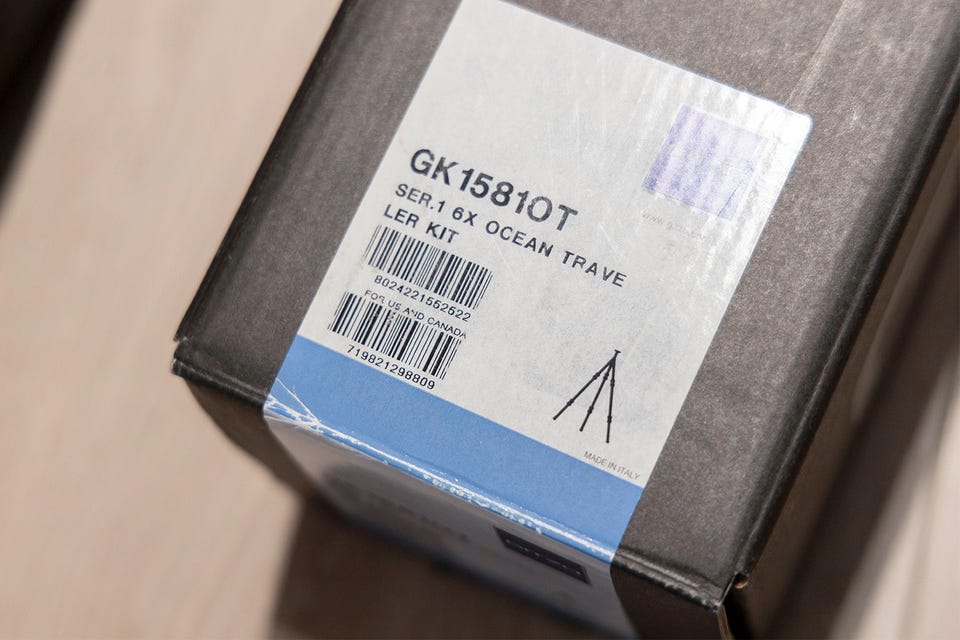 GK1581OT
SER.1 6X OCEAN TRAVE
LER KIT
8024221552522
FOR US AND CANADA
719821298809
MADE IN ITALY